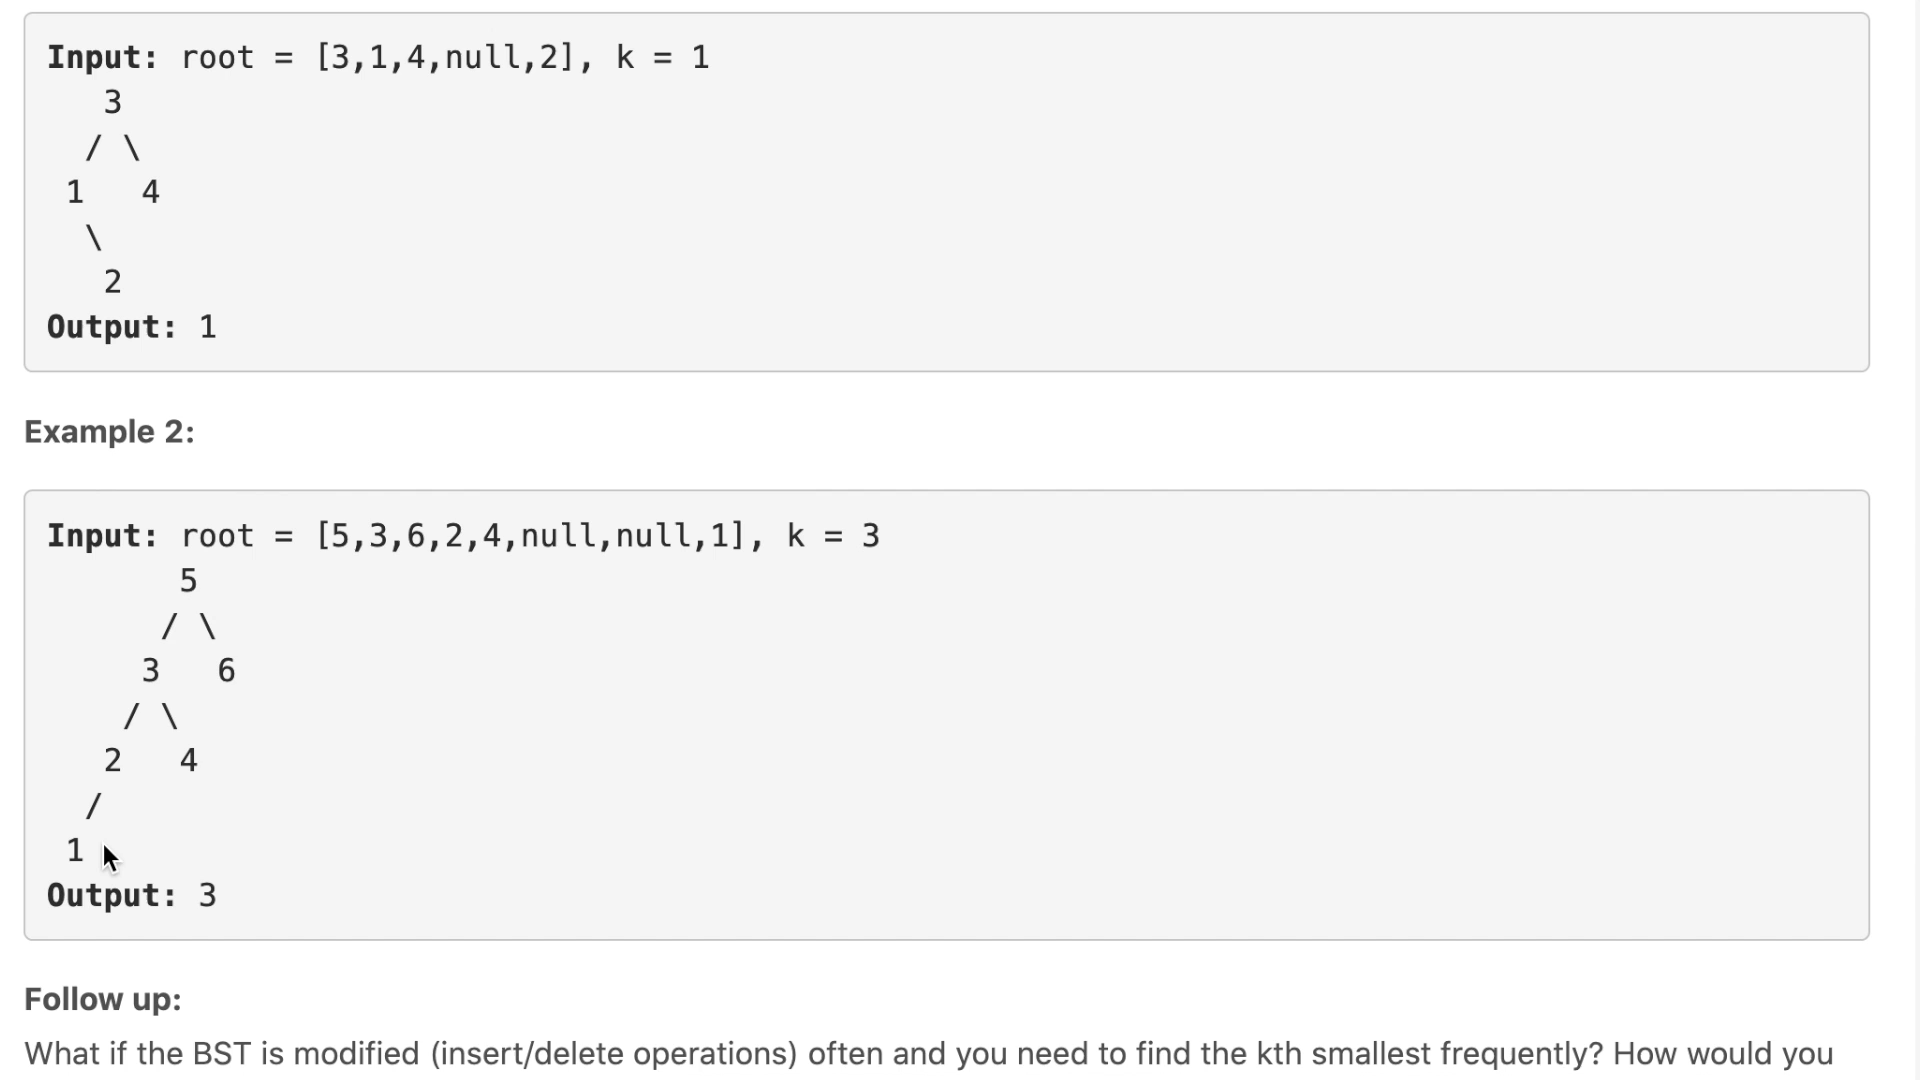 Input: root = [3,1,4,null,2], k = 1
   3
  / \
 1   4
  \
   2
Output: 1
Example 2:
Input: root = [5,3,6,2,4,null,null,1], k = 3
       5
      / \
     3   6
    / \
   2   4
  /
 1
Output: 3
Follow up:
What if the BST is modified (insert/delete operations) often and you need to find the kth smallest frequently? How would you